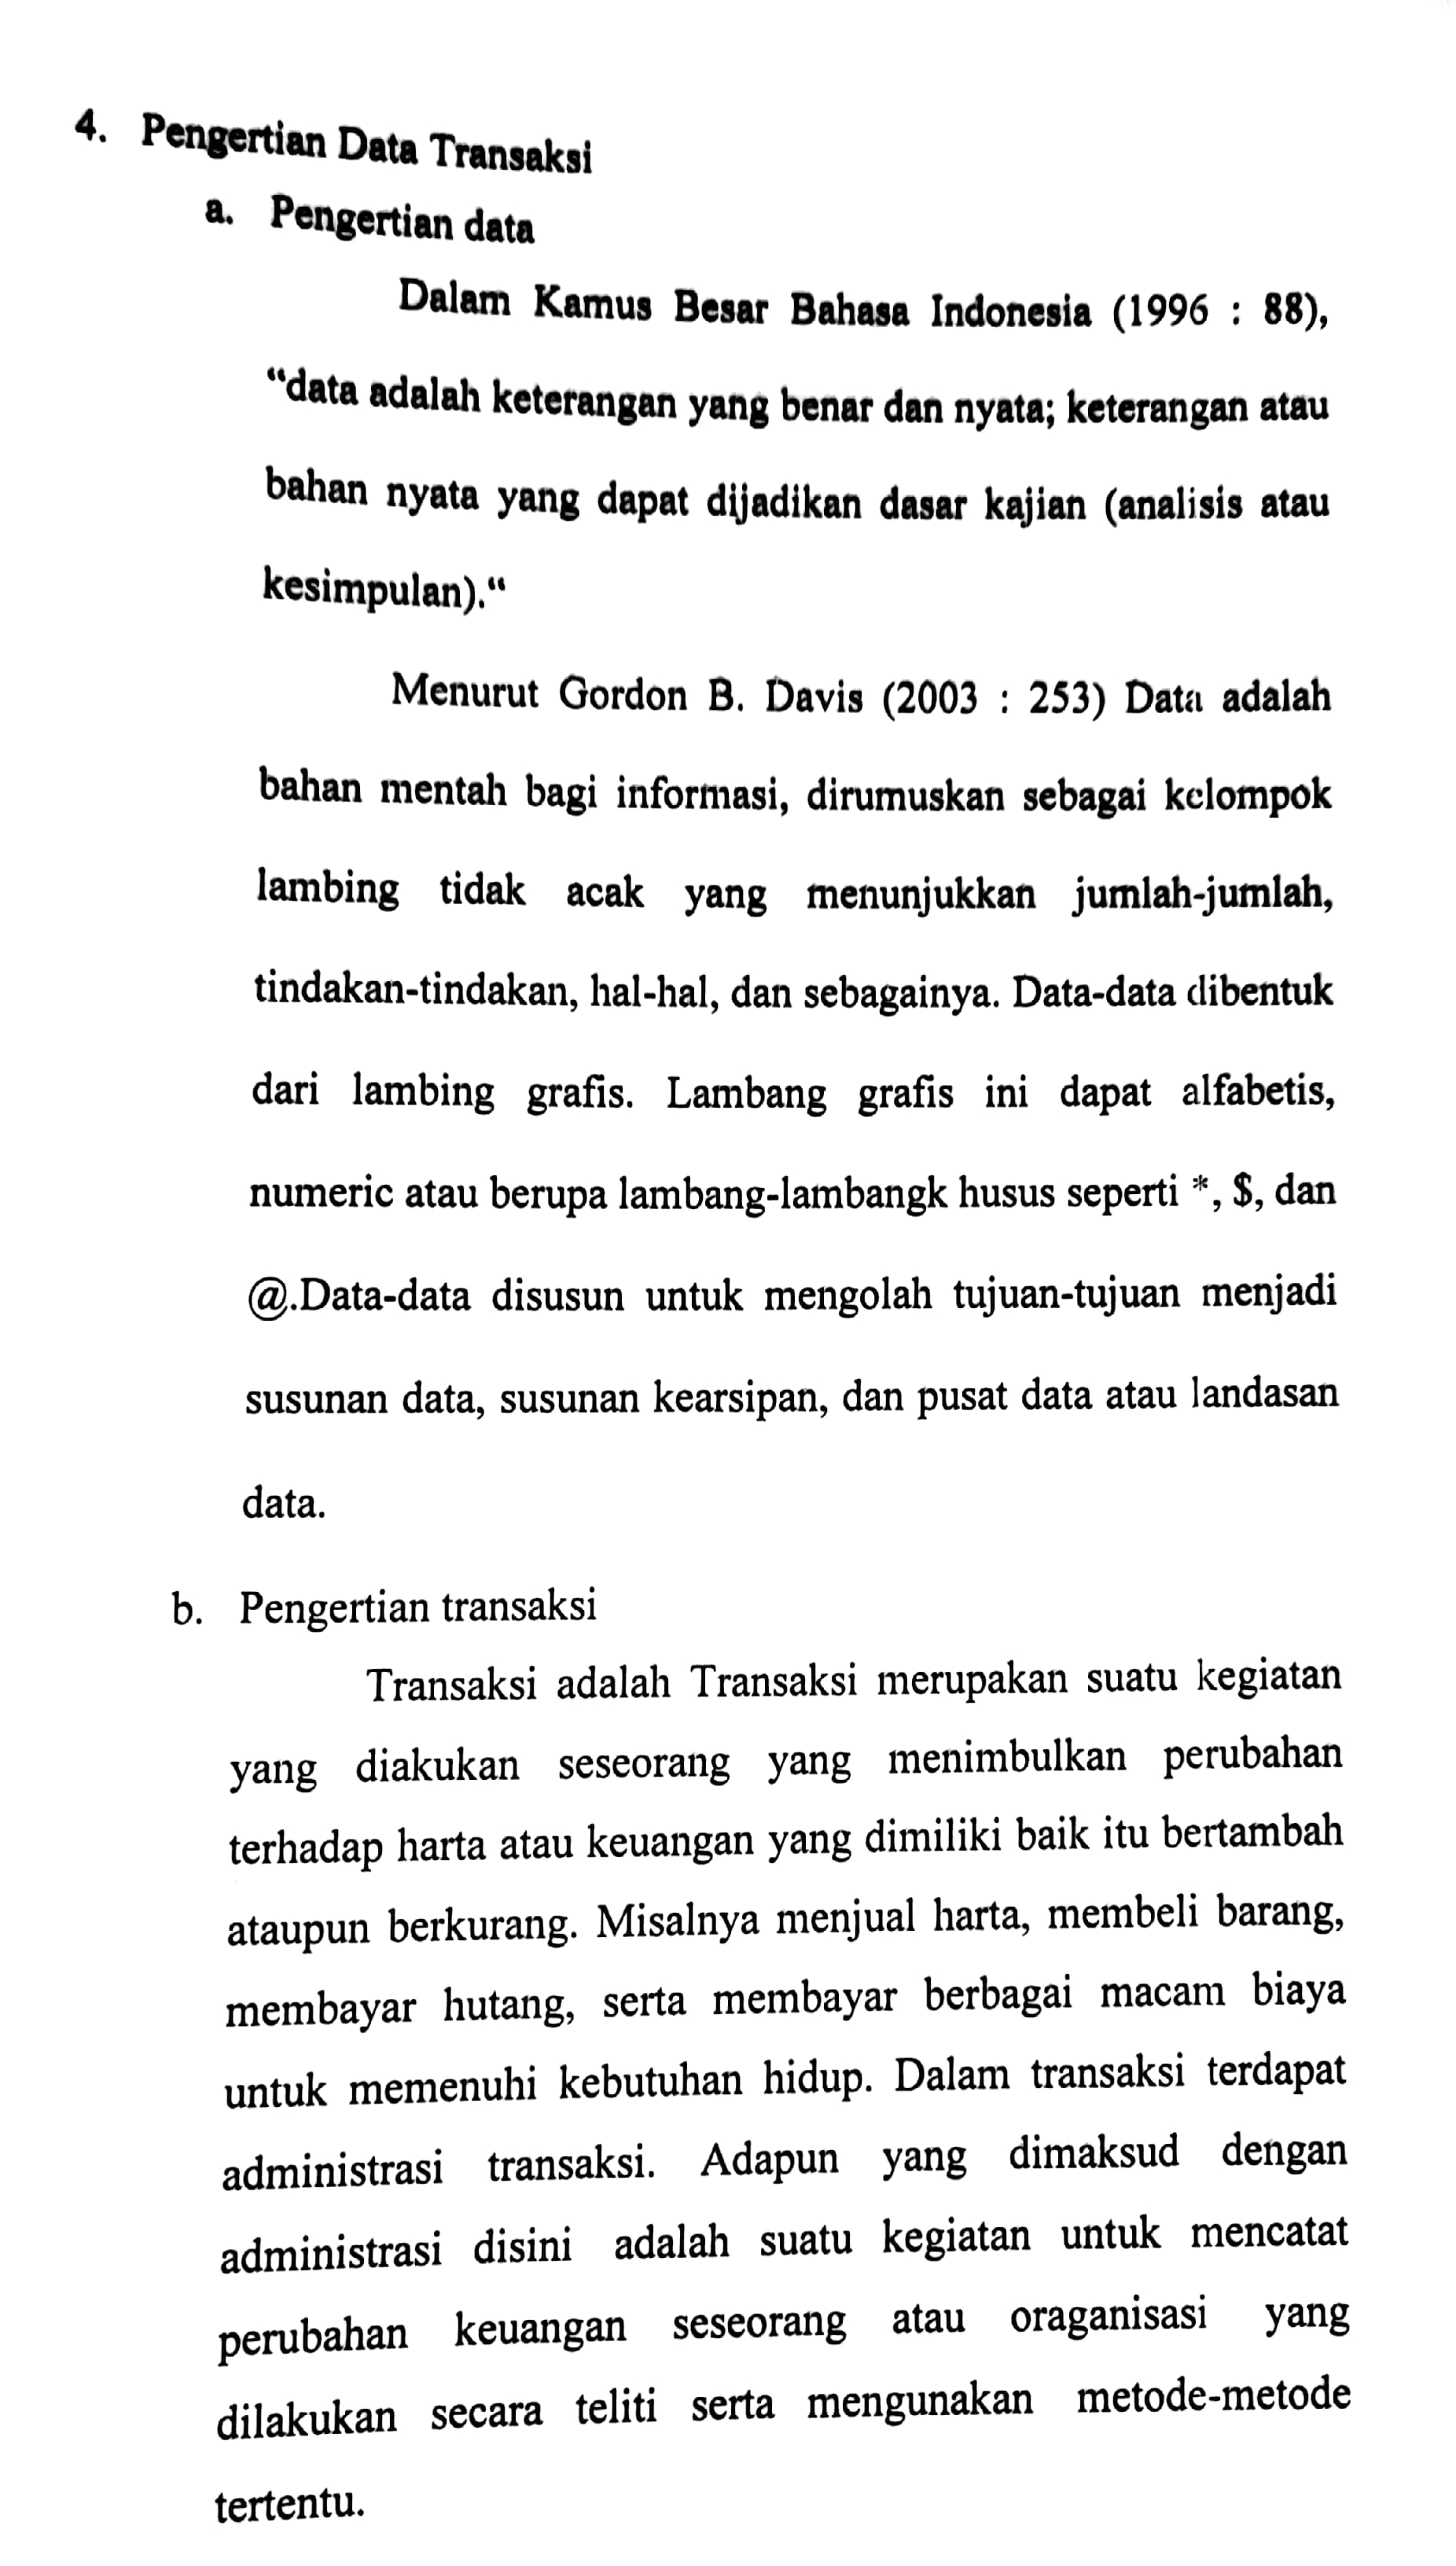 4. Pengertian Data Transaksi
a. Pengertian data
Dalam Kamus Besar Bahasa Indonesia (1996 : 88),
“data adalah keterangan yang benar dan nyata; keterangan atau
bahan nyata yang dapat dijadikan dasar kajian (analisis atau
kesimpulan).“
Menurut Gordon B. Davis (2003 : 253) Data adalah
bahan mentah bagi informasi, dirumuskan sebagai kelompok
lambing tidak acak yang menunjukkan jumlah-jumlah,
tindakan-tindakan, hal-hal, dan sebagainya. Data-data dibentuk
dari lambing grafis. Lambang grafis ini dapat alfabetis,
numeric atau berupa lambang-lambangk husus seperti *, $, dan
@.Data-data disusun untuk mengolah tujuan-tujuan menjadi
susunan data, susunan kearsipan, dan pusat data atau landasan
data.
b. Pengertian transaksi
Transaksi adalah Transaksi merupakan suatu kegiatan
yang diakukan seseorang yang menimbulkan perubahan
terhadap harta atau keuangan yang dimiliki baik itu bertambah
ataupun berkurang. Misalnya menjual harta, membeli barang,
membayar hutang, serta membayar berbagai macam biaya
untuk memenuhi kebutuhan hidup. Dalam transaksi terdapat
administrasi transaksi. Adapun yang dimaksud dengan
administrasi disini adalah suatu kegiatan untuk mencatat
perubahan keuangan seseorang atau oraganisasi yang
dilakukan secara teliti serta mengunakan metode-metode
tertentu.